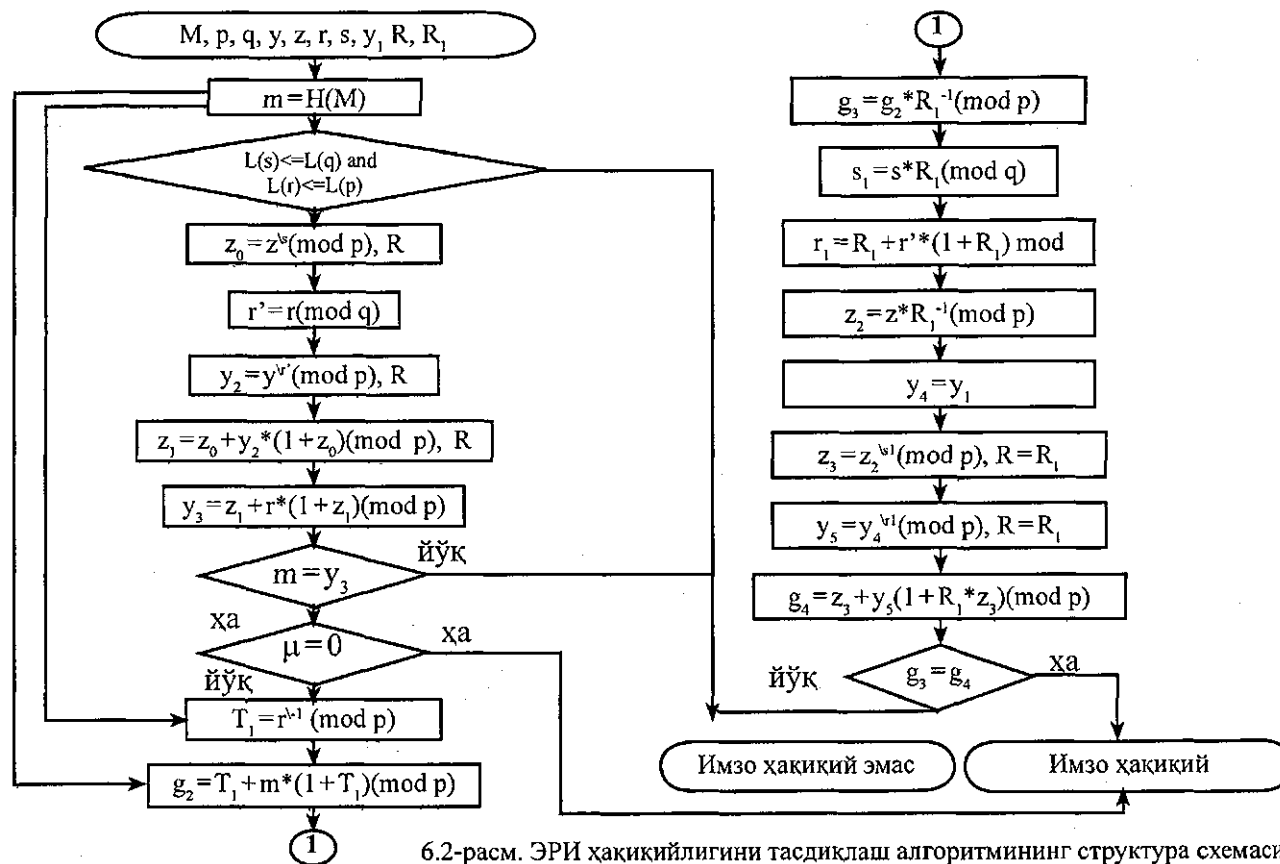 M, p, q, y, z, r, s, y₁ R, R₁
m=H(M)
L(s)<=L(q) and
L(r)<=L(p)
z₀=z\ˢ(mod p), R
r’=r(mod q)
y₂=y\ʳ’(mod p), R
z₁=z₀+y₂*(1+z₀)(mod p), R
y₃=z₁+r*(1+z₁)(mod p)
m=y₃
йўқ
ҳа
μ=0
ҳа
йўқ
T₁=r\⁻¹ (mod p)
g₂=T₁+m*(1+T₁)(mod p)
1
1
g₃=g₂*R₁⁻¹(mod p)
s₁=s*R₁(mod q)
r₁=R₁+r’*(1+R₁) mod
z₂=z*R₁⁻¹(mod p)
y₄=y₁
z₃=z₂\ˢ¹(mod p), R=R₁
y₅=y₄\ʳ¹(mod p), R=R₁
g₄=z₃+y₅(1+R₁*z₃)(mod p)
йўқ
g₃=g₄
ҳа
Имзо ҳақиқий эмас
Имзо ҳақиқий
6.2-расм. ЭРИ ҳақиқийлигини тасдиқлаш алгоритмининг структура схемаси